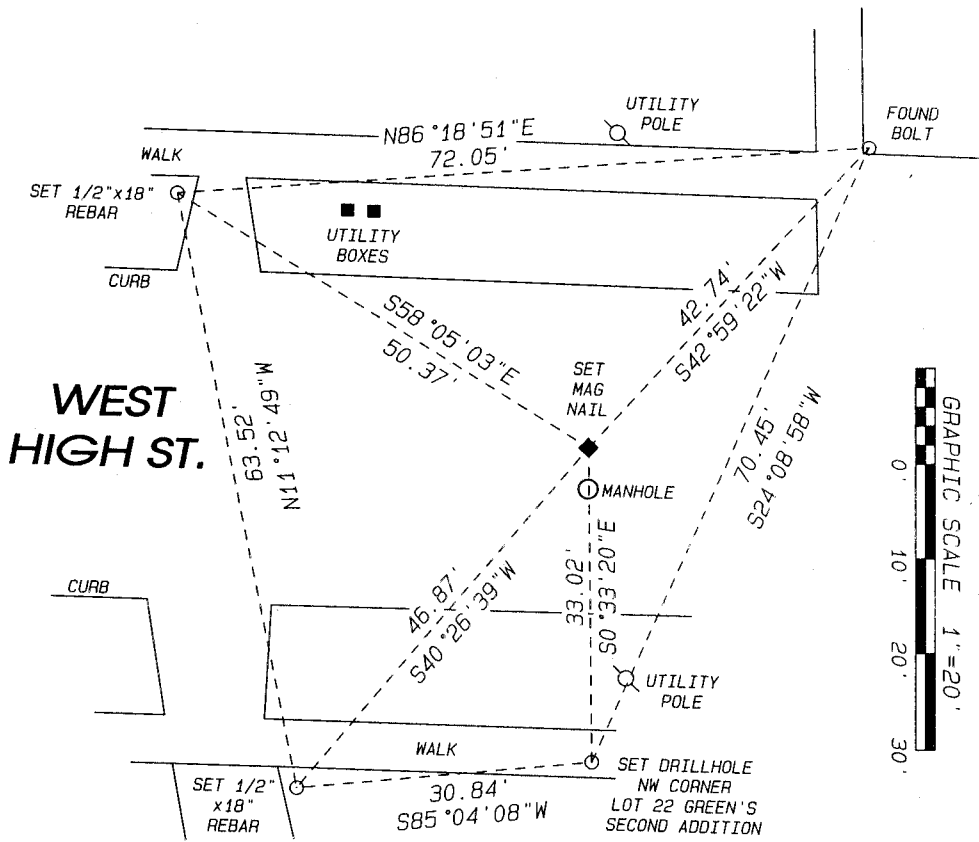 UTILITY
POLE
FOUND
BOLT
N86°18'51"E
72.05'
WALK
SET 1/2"x18"
REBAR
UTILITY
BOXES
CURB
42.74'
S42°59'22"W
S58°05'03"E
50.37'
SET
MAG
NAIL
WEST
HIGH ST.
63.52'
N11°12'49"W
70.45'
S24°08'58"W
MANHOLE
GRAPHIC SCALE 1"=20'
0'
10'
20'
30'
CURB
46.87'
S40°26'39"W
33.02'
S0°33'20"E
UTILITY
POLE
WALK
SET 1/2"
x18"
REBAR
30.84'
S85°04'08"W
SET DRILLHOLE
NW CORNER
LOT 22 GREEN'S
SECOND ADDITION